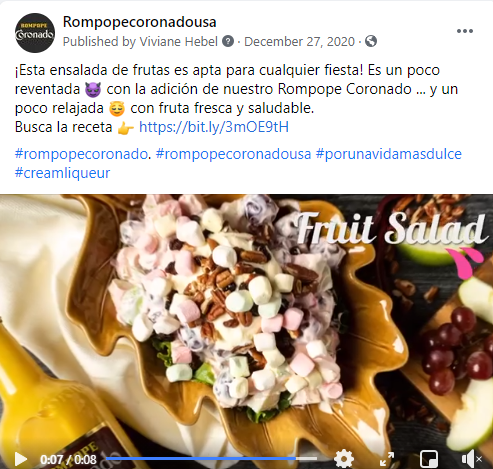 Rompopecoronadousa
Published by Viviane Hebel · December 27, 2020 ·
¡Esta ensalada de frutas es apta para cualquier fiesta! Es un poco
reventada 😈 con la adición de nuestro Rompope Coronado ... y un
poco relajada 😌 con fruta fresca y saludable.
Busca la receta 👉 https://bit.ly/3mOE9tH
#rompopecoronado. #rompopecoronadousa #porunavidamasdulce
#creamliqueur
Fruit Salad
ROMPOPE
Coronado
0:07 / 0:08